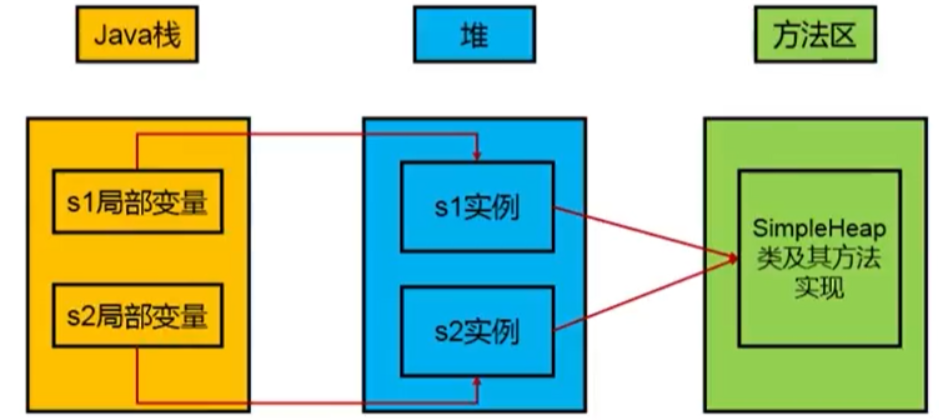 Java栈
堆
方法区
s1局部变量
s2局部变量
s1实例
s2实例
SimpleHeap
类及其方法
实现